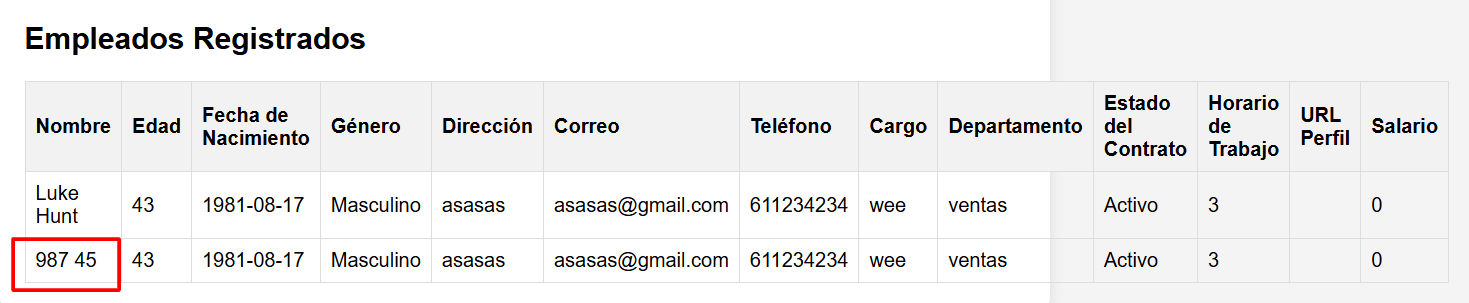 Empleados Registrados
Nombre Edad Fecha de Nacimiento Género Dirección Correo Teléfono Cargo Departamento Estado del Contrato Horario de Trabajo URL Perfil Salario
Luke Hunt 43 1981-08-17 Masculino asasas asasas@gmail.com 611234234 wee ventas Activo 3 0
987 45 43 1981-08-17 Masculino asasas asasas@gmail.com 611234234 wee ventas Activo 3 0